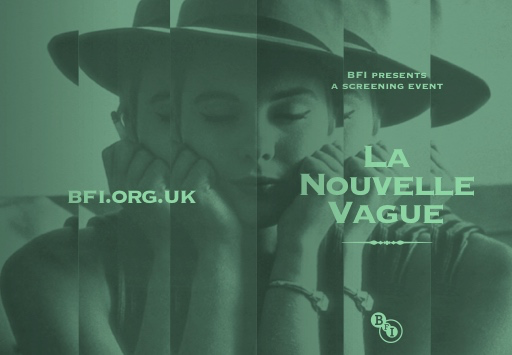 BFI.ORG.UK
BFI PRESENTS
A SCREENING EVENT
LA
NOUVELLE
VAGUE
BFI